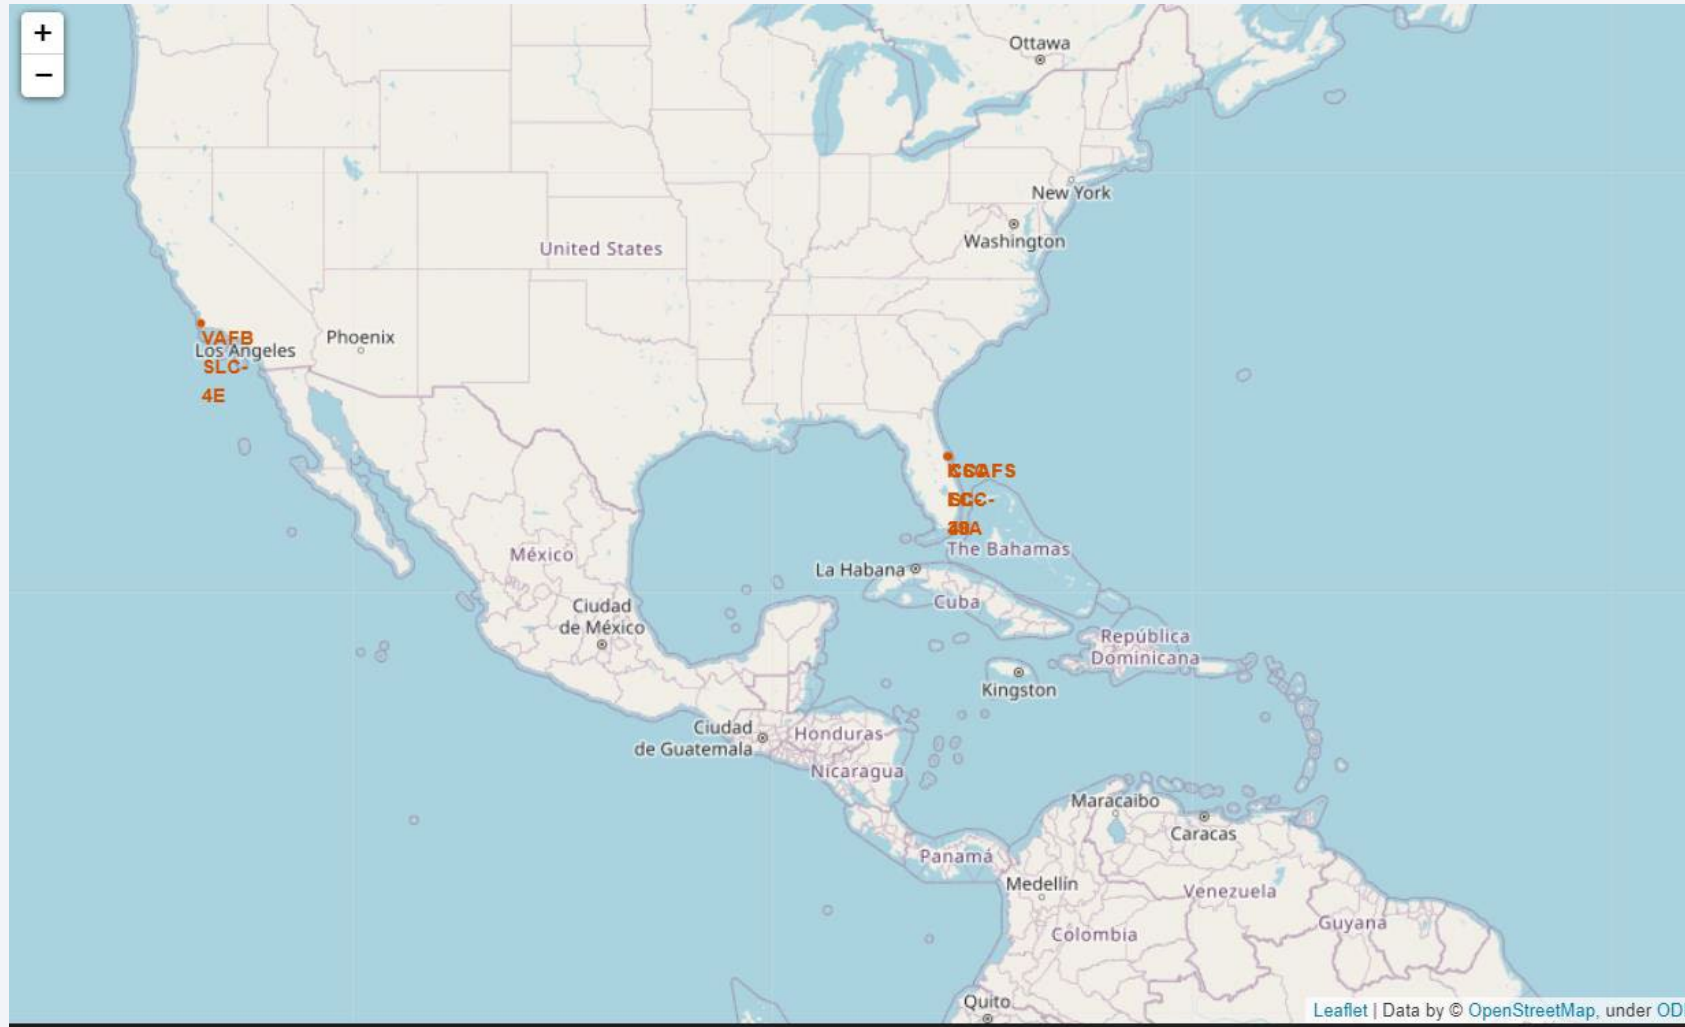 +
−
Ottawa
New York
Washington
United States
VAFB
Los Angeles
SLC-
4E
Phoenix
México
Ciudad
de México
The Bahamas
La Habana
Cuba
República
Dominicana
Kingston
Ciudad
de Guatemala
Honduras
Nicaragua
Maracaibo
Caracas
Panamá
Medellín
Venezuela
Guyana
Colombia
Quito
Leaflet | Data by © OpenStreetMap, under OD